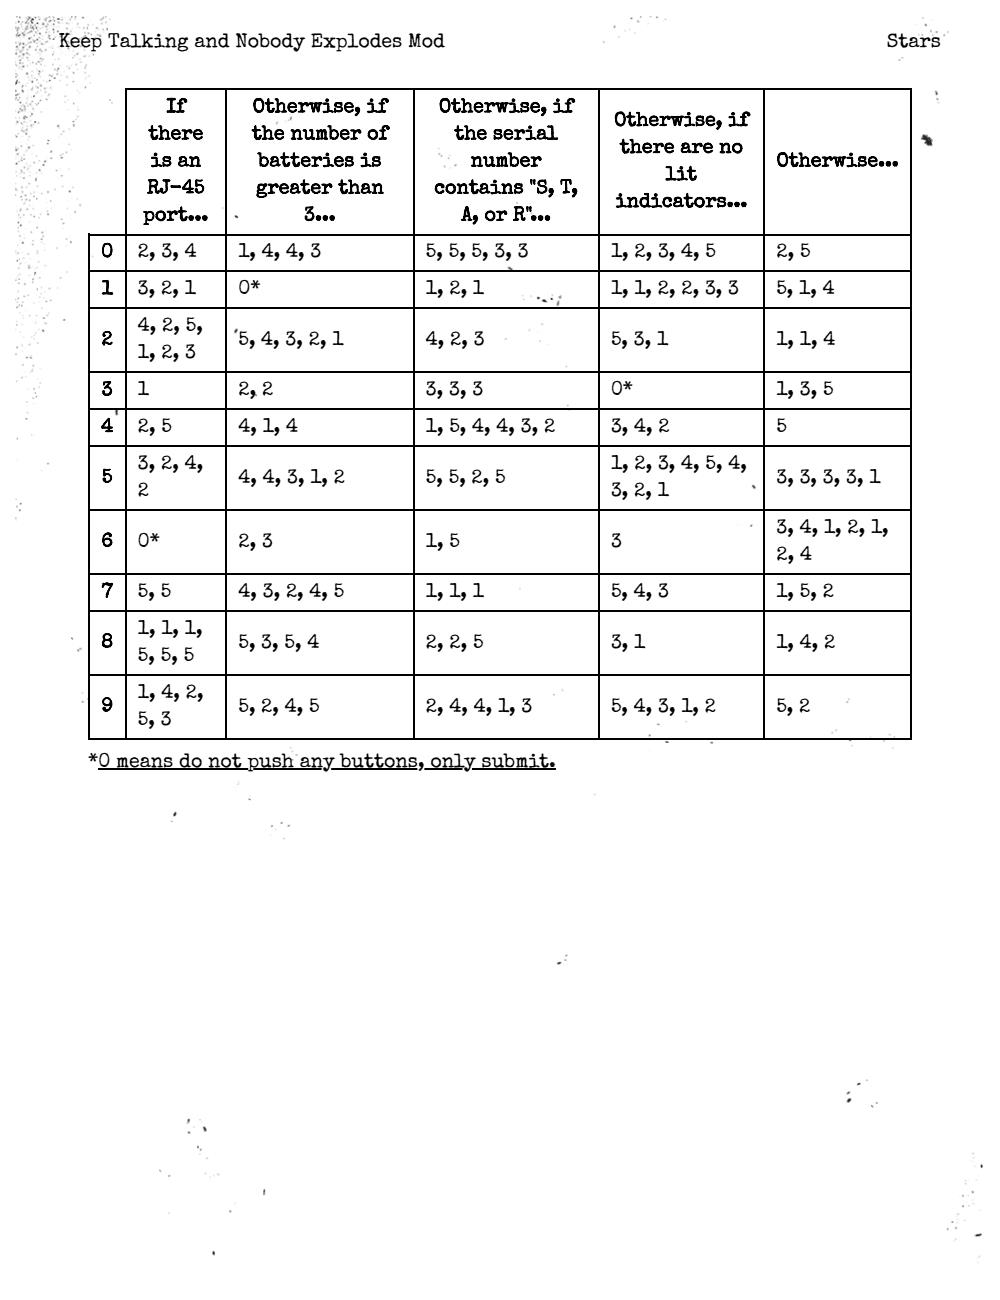 Keep Talking and Nobody Explodes Mod Stars
If there is an RJ-45 port... Otherwise, if the number of batteries is greater than 3... Otherwise, if the serial number contains "S, T, A, or R"... Otherwise, if there are no lit indicators... Otherwise...
0 2, 3, 4 1, 4, 4, 3 5, 5, 5, 3, 3 1, 2, 3, 4, 5 2, 5
1 3, 2, 1 0* 1, 2, 1 1, 1, 2, 2, 3, 3 5, 1, 4
2 4, 2, 5, 1, 2, 3 5, 4, 3, 2, 1 4, 2, 3 5, 3, 1 1, 1, 4
3 1 2, 2 3, 3, 3 0* 1, 3, 5
4 2, 5 4, 1, 4 1, 5, 4, 4, 3, 2 3, 4, 2 5
5 3, 2, 4, 2 4, 4, 3, 1, 2 5, 5, 2, 5 1, 2, 3, 4, 5, 4, 3, 2, 1 3, 3, 3, 3, 1
6 0* 2, 3 1, 5 3 3, 4, 1, 2, 1, 2, 4
7 5, 5 4, 3, 2, 4, 5 1, 1, 1 5, 4, 3 1, 5, 2
8 1, 1, 1, 5, 5, 5 5, 3, 5, 4 2, 2, 5 3, 1 1, 4, 2
9 1, 4, 2, 5, 3 5, 2, 4, 5 2, 4, 4, 1, 3 5, 4, 3, 1, 2 5, 2
*0 means do not push any buttons, only submit.